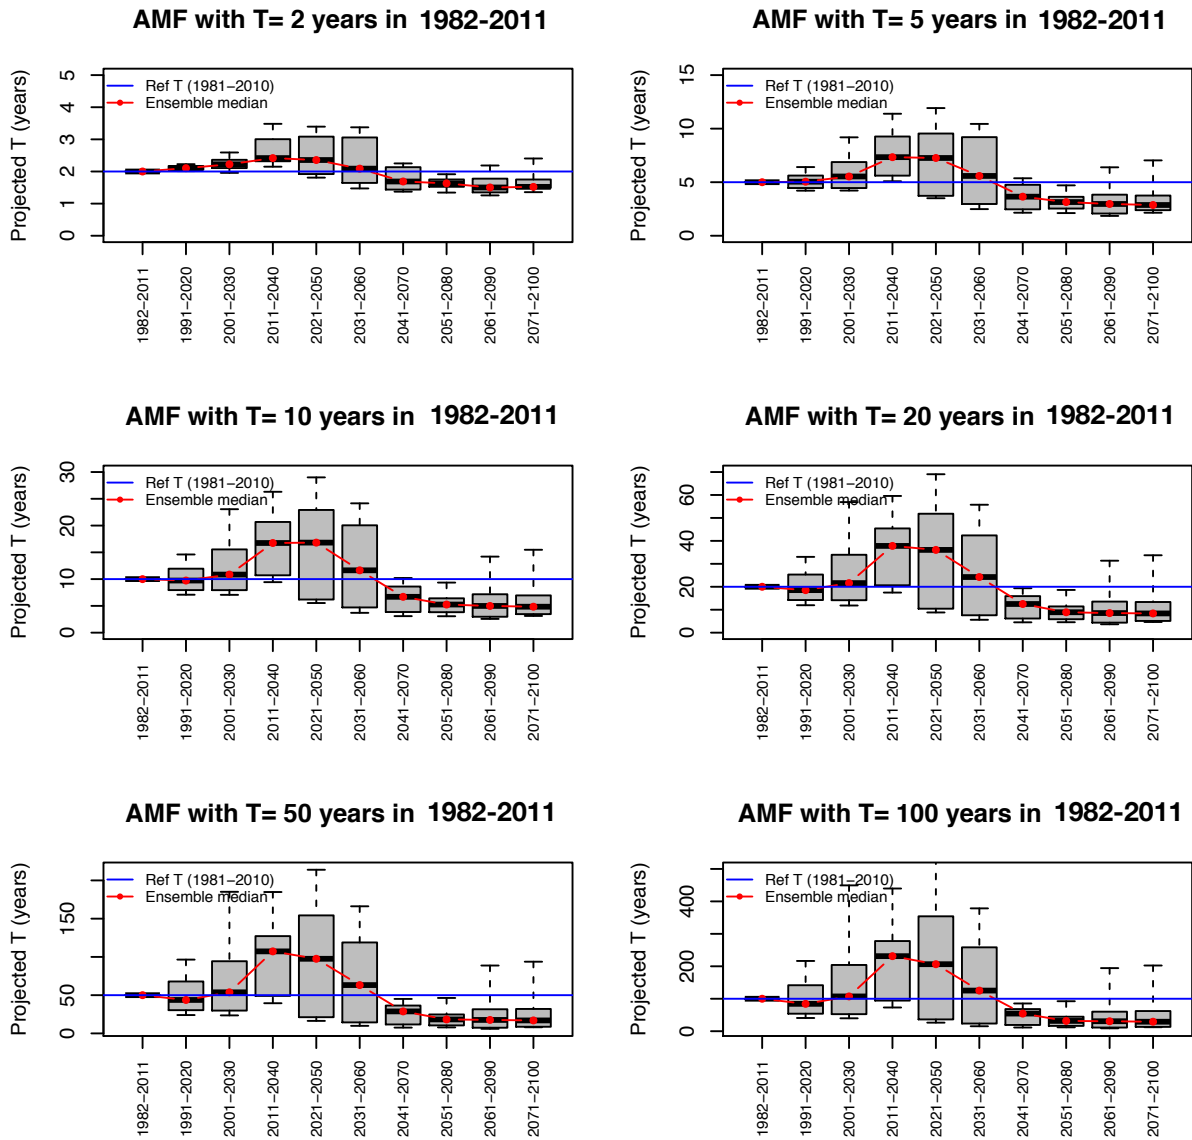 AMF with T= 2 years in 1982-2011
Projected T (years)
0 1 2 3 4 5
Ref T (1981−2010)
Ensemble median
1982−2011
1991−2020
2001−2030
2011−2040
2021−2050
2031−2060
2041−2070
2051−2080
2061−2090
2071−2100
AMF with T= 5 years in 1982-2011
Projected T (years)
0 5 10 15
Ref T (1981−2010)
Ensemble median
1982−2011
1991−2020
2001−2030
2011−2040
2021−2050
2031−2060
2041−2070
2051−2080
2061−2090
2071−2100
AMF with T= 10 years in 1982-2011
Projected T (years)
0 10 20 30
Ref T (1981−2010)
Ensemble median
1982−2011
1991−2020
2001−2030
2011−2040
2021−2050
2031−2060
2041−2070
2051−2080
2061−2090
2071−2100
AMF with T= 20 years in 1982-2011
Projected T (years)
0 20 40 60
Ref T (1981−2010)
Ensemble median
1982−2011
1991−2020
2001−2030
2011−2040
2021−2050
2031−2060
2041−2070
2051−2080
2061−2090
2071−2100
AMF with T= 50 years in 1982-2011
Projected T (years)
0 50 150
Ref T (1981−2010)
Ensemble median
1982−2011
1991−2020
2001−2030
2011−2040
2021−2050
2031−2060
2041−2070
2051−2080
2061−2090
2071−2100
AMF with T= 100 years in 1982-2011
Projected T (years)
0 200 400
Ref T (1981−2010)
Ensemble median
1982−2011
1991−2020
2001−2030
2011−2040
2021−2050
2031−2060
2041−2070
2051−2080
2061−2090
2071−2100